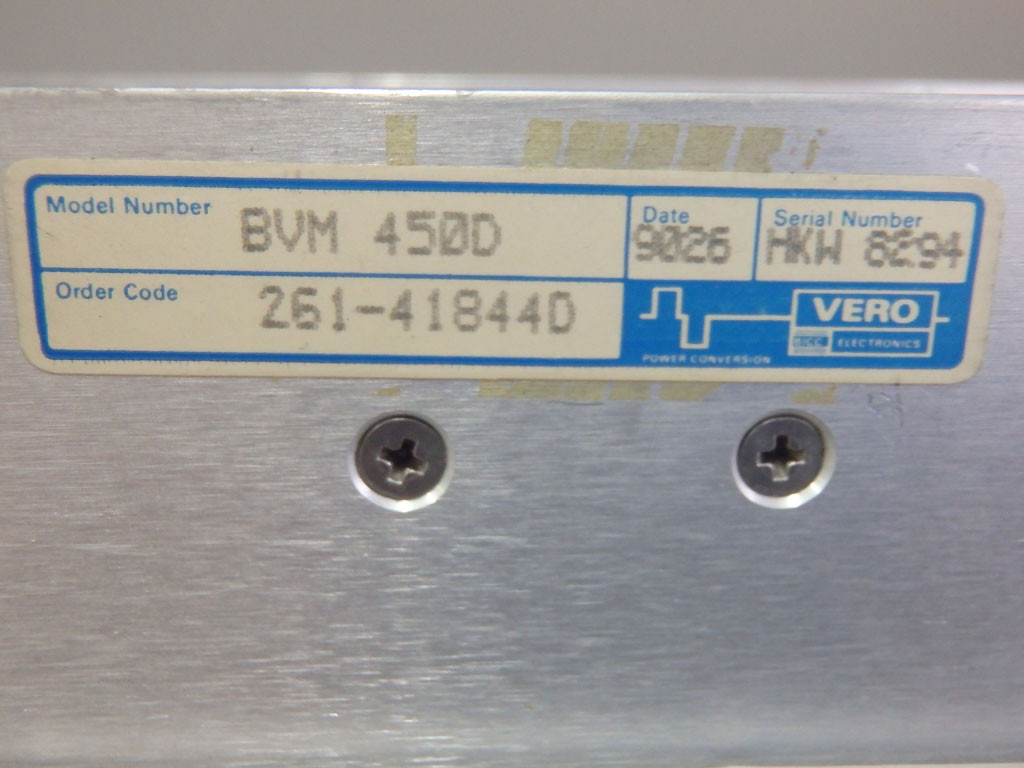 Model Number BVM 450D
Date 9026
Serial Number HKW 8294
Order Code 261-41844D
VERO
BICC ELECTRONICS
POWER CONVERSION